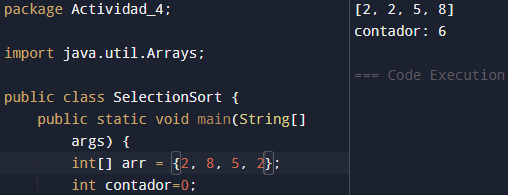 package Actividad_4;
import java.util.Arrays;
public class SelectionSort {
public static void main(String[]
args) {
int[] arr = {2, 8, 5, 2};
int contador=0;
[2, 2, 5, 8]
contador: 6
=== Code Execution